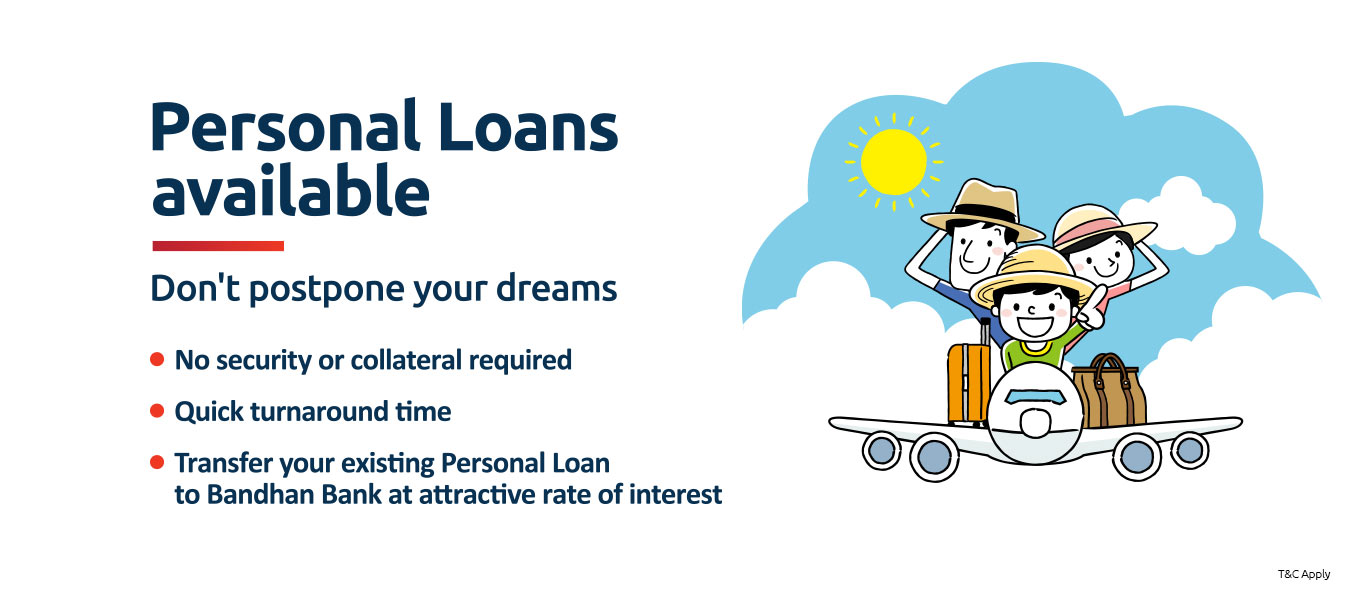 Personal Loans
available
Don't postpone your dreams
No security or collateral required
Quick turnaround time
Transfer your existing Personal Loan
to Bandhan Bank at attractive rate of interest
T&C Apply